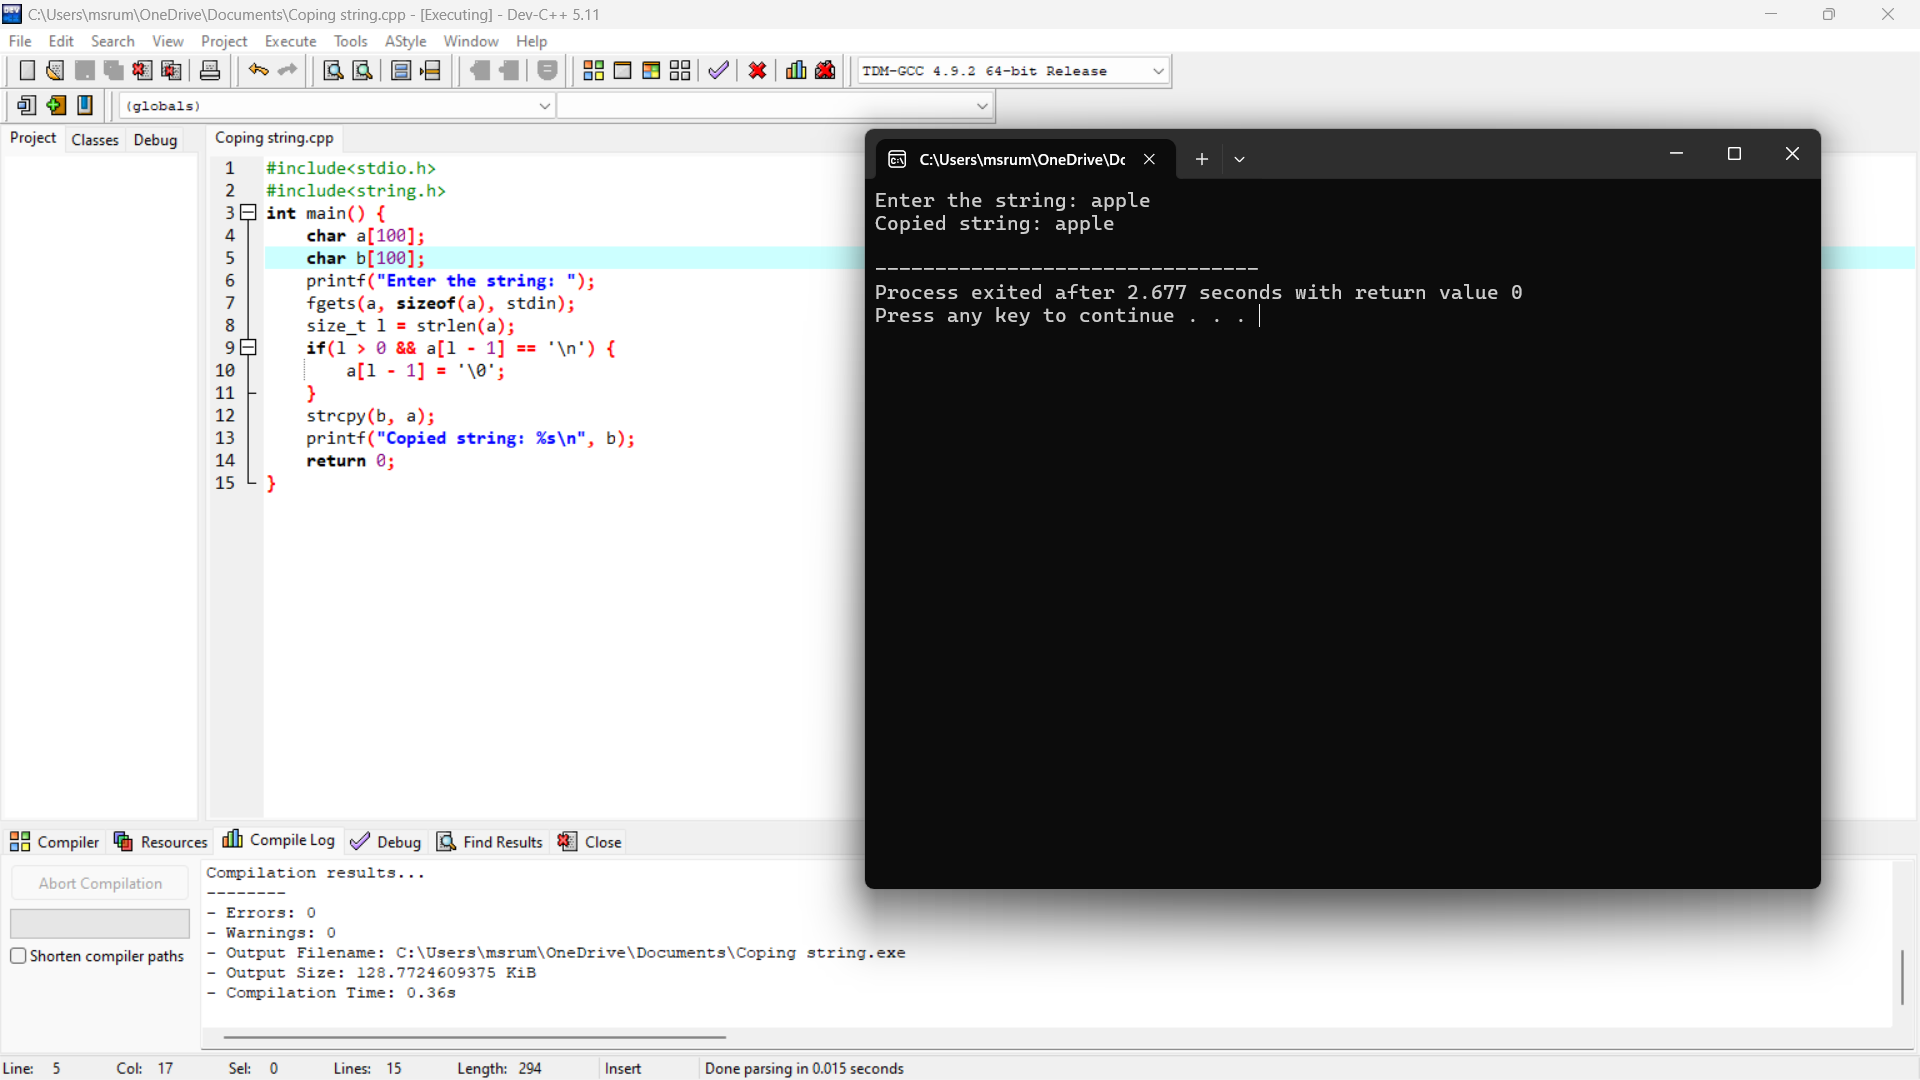 C:\Users\msrum\OneDrive\Documents\Coping string.cpp - [Executing] - Dev-C++ 5.11
File Edit Search View Project Execute Tools AStyle Window Help
TDM-GCC 4.9.2 64-bit Release
(globals)
Project Classes Debug
Coping string.cpp
1 #include<stdio.h>
2 #include<string.h>
3 int main() {
4 char a[100];
5 char b[100];
6 printf("Enter the string: ");
7 fgets(a, sizeof(a), stdin);
8 size_t l = strlen(a);
9 if(l > 0 && a[l - 1] == '\n') {
10 a[l - 1] = '\0';
11 }
12 strcpy(b, a);
13 printf("Copied string: %s\n", b);
14 return 0;
15 }
C:\Users\msrum\OneDrive\Dc
Enter the string: apple
Copied string: apple
--------------------------------
Process exited after 2.677 seconds with return value 0
Press any key to continue . . .
Compiler Resources Compile Log Debug Find Results Close
Abort Compilation
Shorten compiler paths
Compilation results...
--------
- Errors: 0
- Warnings: 0
- Output Filename: C:\Users\msrum\OneDrive\Documents\Coping string.exe
- Output Size: 128.7724609375 KiB
- Compilation Time: 0.36s
Line: 5 Col: 17 Sel: 0 Lines: 15 Length: 294 Insert Done parsing in 0.015 seconds